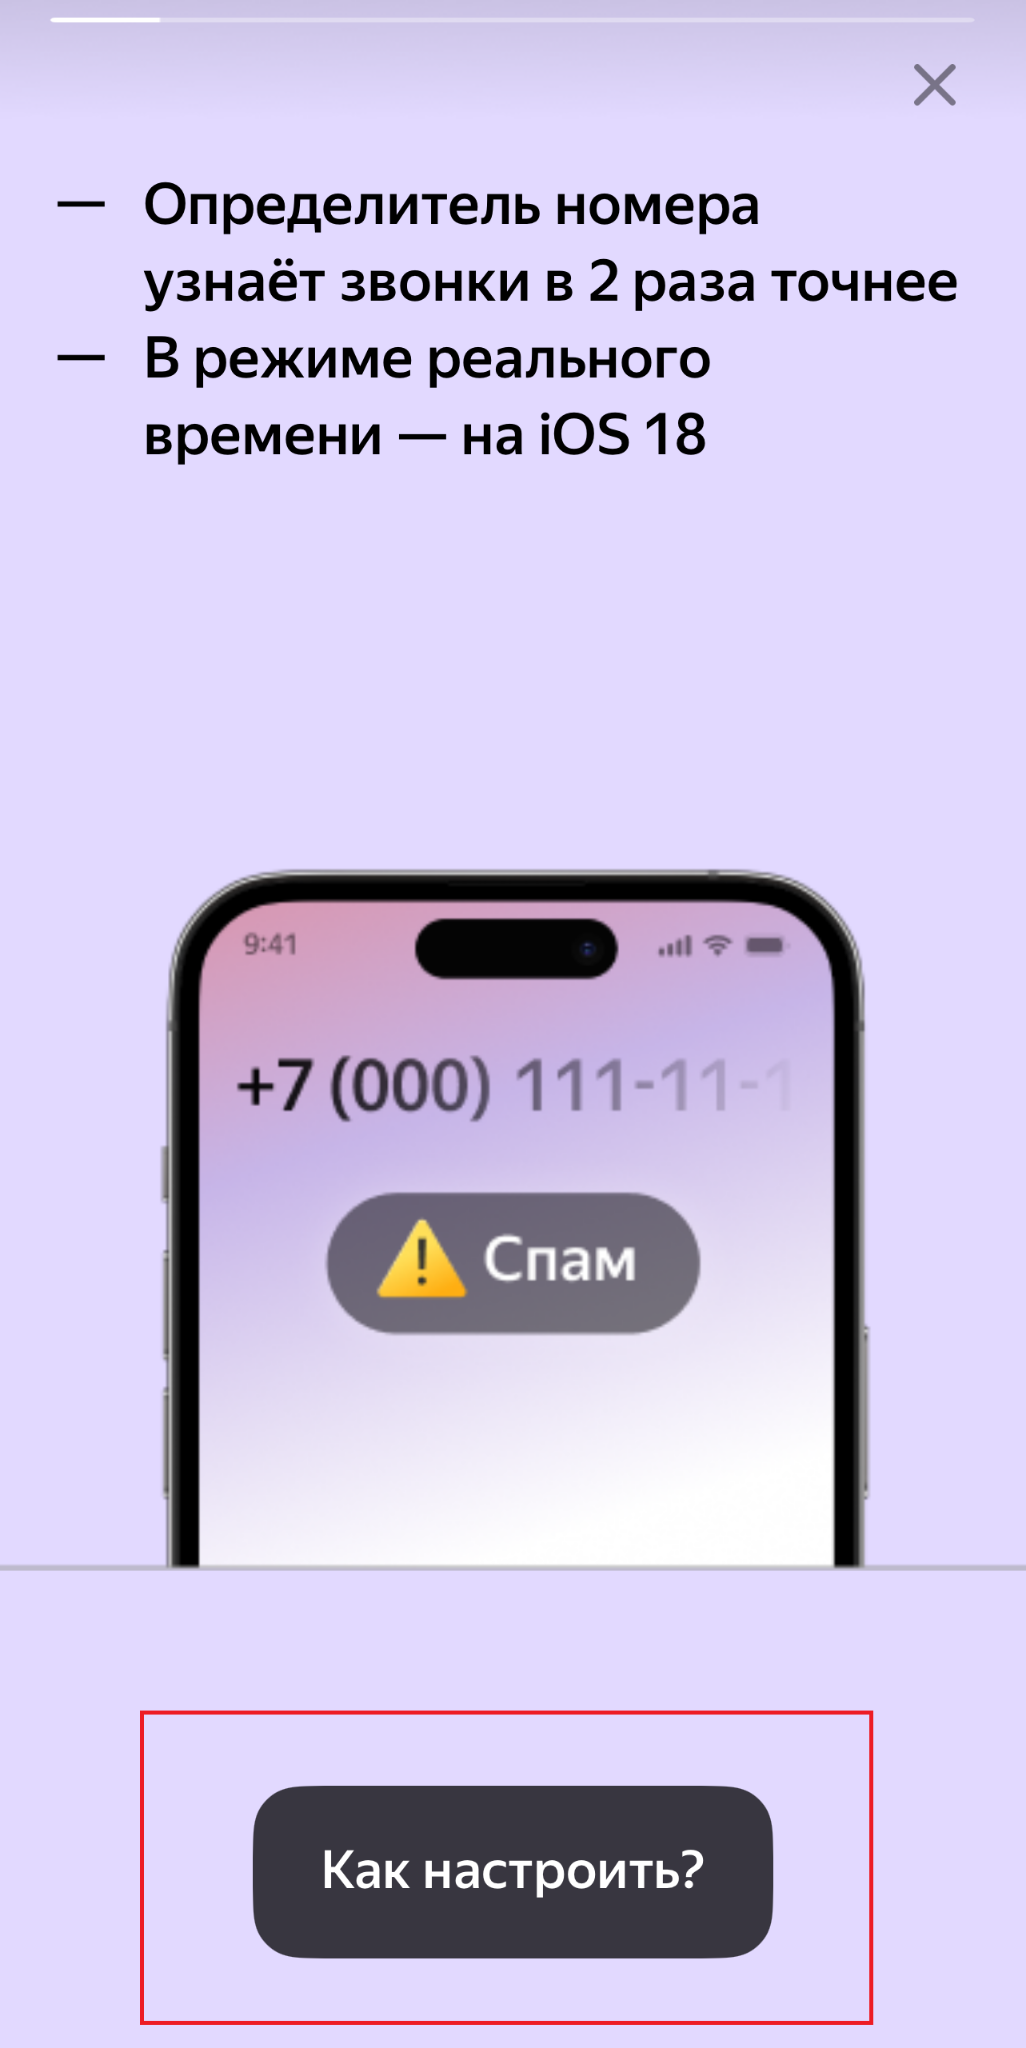 — Определитель номера
узнаёт звонки в 2 раза точнее
— В режиме реального
времени — на iOS 18
9:41
+7 (000) 111-11-1
Спам
Как настроить?